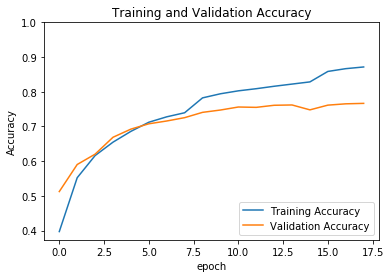 Training and Validation Accuracy
1.0
0.9
0.8
0.7
0.6
0.5
0.4
Accuracy
Training Accuracy
Validation Accuracy
0.0 2.5 5.0 7.5 10.0 12.5 15.0 17.5
epoch